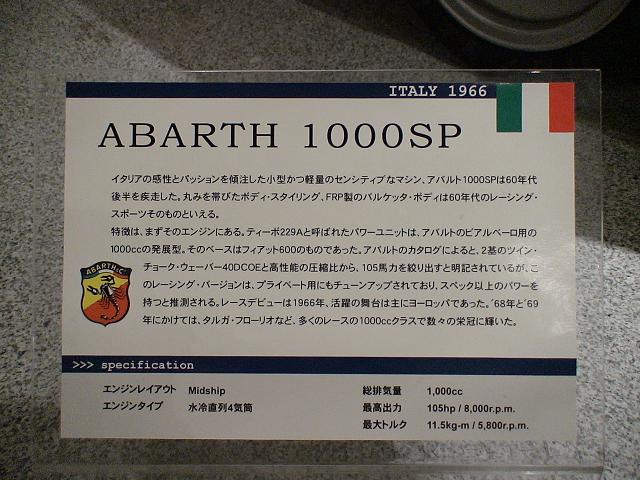 ITALY 1966
ABARTH 1000SP
イタリアの感性とパッションを傾注した小型かつ軽量のセンシティブなマシン、アバルト1000SPは60年代
後半を疾走した。丸みを帯びたボディ・スタイリング、FRP製のバルケッタ・ボディは60年代のレーシング・
スポーツそのものといえる。
特徴は、まずそのエンジンにある。ティーポ229Aと呼ばれたパワーユニットは、アバルトのビアルベーロ用の
1000ccの発展型。そのベースはフィアット600のものであった。アバルトのカタログによると、2基のツイン・
チョーク・ウェーバー40DCOEと高性能の圧縮比から、105馬力を絞り出すと明記されているが、こ
のレーシング・バージョンは、プライベート用にもチューンアップされており、スペック以上のパワーを
持つと推測される。レースデビューは1966年、活躍の舞台は主にヨーロッパであった。'68年と'69
年にかけては、タルガ・フローリオなど、多くのレースの1000ccクラスで数々の栄冠に輝いた。
ABARTH & C
>>> specification
エンジンレイアウト Midship 総排気量 1,000cc
エンジンタイプ 水冷直列4気筒 最高出力 105hp / 8,000r.p.m.
最大トルク 11.5kg-m / 5,800r.p.m.